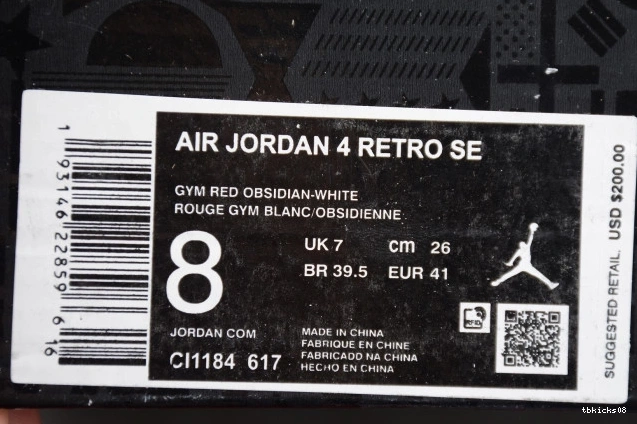 AIR JORDAN 4 RETRO SE
GYM RED OBSIDIAN-WHITE
ROUGE GYM BLANC/OBSIDIENNE
8
UK 7 cm 26
BR 39.5 EUR 41
JORDAN COM
CI1184 617
MADE IN CHINA
FABRIQUE EN CHINE
FABRICADO NA CHINA
HECHO EN CHINA
RFID
1 93146 22859 6 16
SUGGESTED RETAIL. USD $200.00
tbkicks08